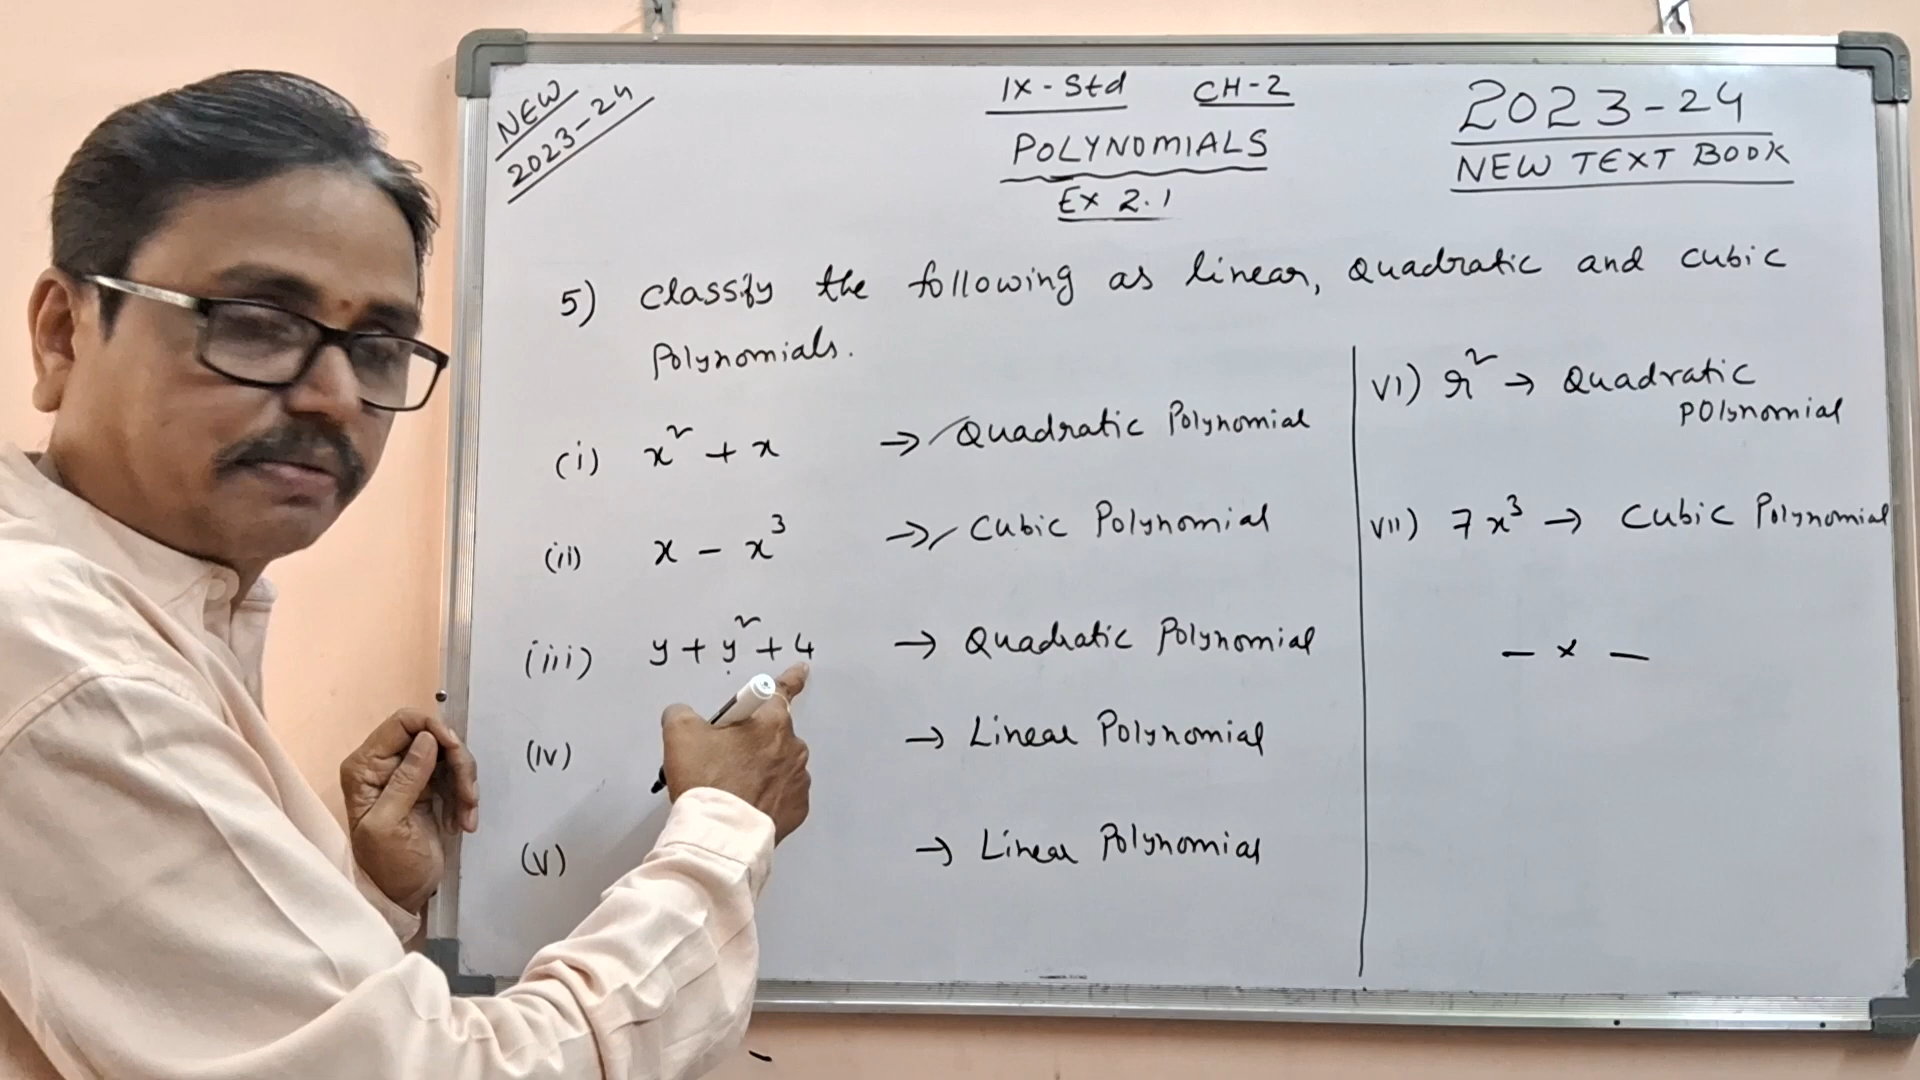 NEW
2023-24
IX - Std CH-2
POLYNOMIALS
Ex 2.1
2023-24
NEW TEXT BOOK
5) Classify the following as linear, Quadratic and cubic
Polynomials.
(i) x² + x → Quadratic Polynomial
(ii) x - x³ → Cubic Polynomial
(iii) y + y² + 4 → Quadratic Polynomial
(iv) → Linear Polynomial
(v) → Linear Polynomial
vi) r² → Quadratic
Polynomial
vii) 7x³ → Cubic Polynomial
— x —